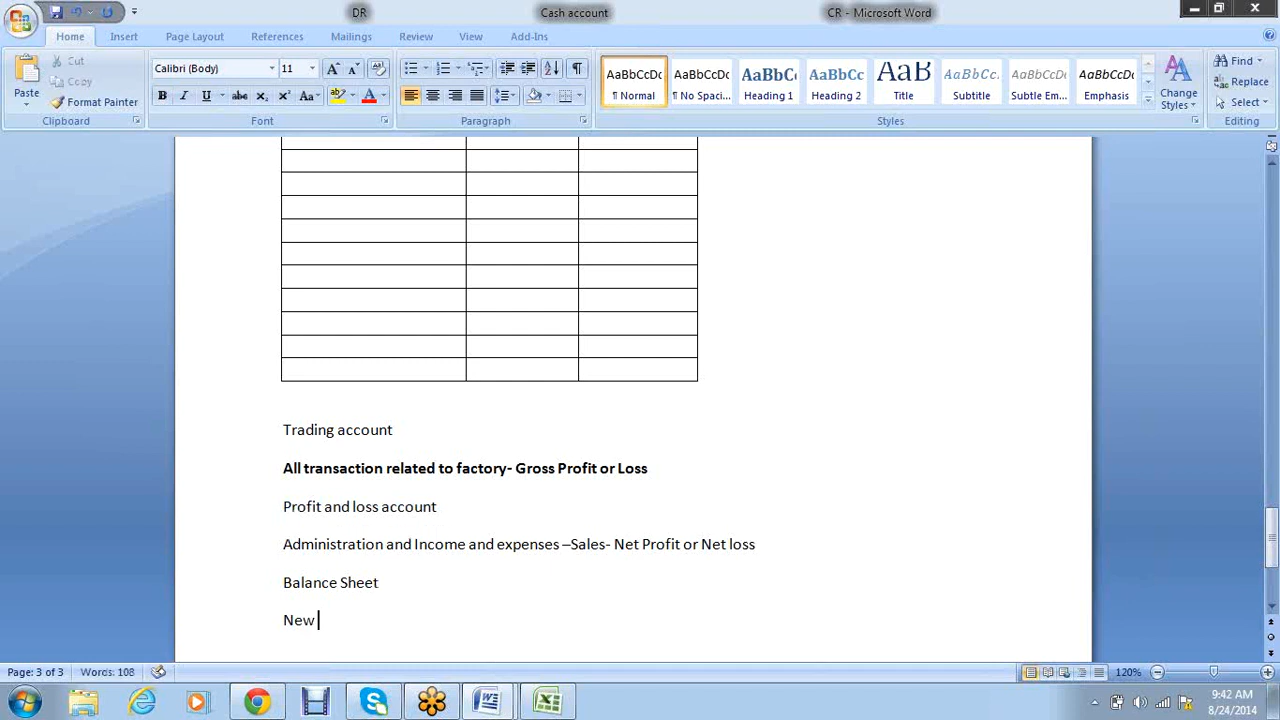 DR Cash account CR - Microsoft Word
Home Insert Page Layout References Mailings Review View Add-Ins
Paste
Cut
Copy
Format Painter
Clipboard
Calibri (Body) 11
Font
Paragraph
AaBbCcDc AaBbCcDc AaBbCc AaBbCc AaB AaBbCc AaBbCcDc AaBbCcDc
¶ Normal ¶ No Spaci... Heading 1 Heading 2 Title Subtitle Subtle Em... Emphasis
Change Styles
Styles
Find
Replace
Select
Editing
Trading account
All transaction related to factory- Gross Profit or Loss
Profit and loss account
Administration and Income and expenses –Sales- Net Profit or Net loss
Balance Sheet
New
Page: 3 of 3 Words: 108 120%
9:42 AM
8/24/2014